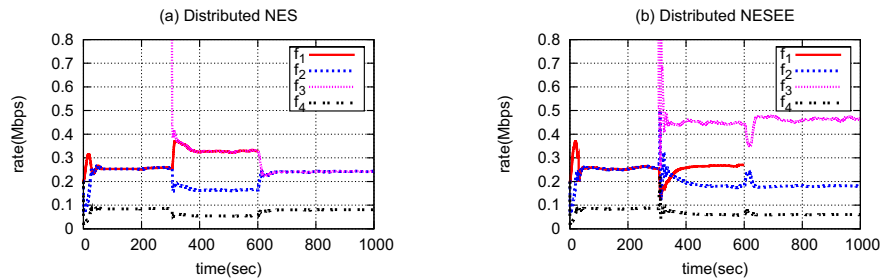 (a) Distributed NES
rate(Mbps)
0.8
0.7
0.6
0.5
0.4
0.3
0.2
0.1
0
f1
f2
f3
f4
0 200 400 600 800 1000
time(sec)
(b) Distributed NESEE
rate(Mbps)
0.8
0.7
0.6
0.5
0.4
0.3
0.2
0.1
0
f1
f2
f3
f4
0 200 400 600 800 1000
time(sec)